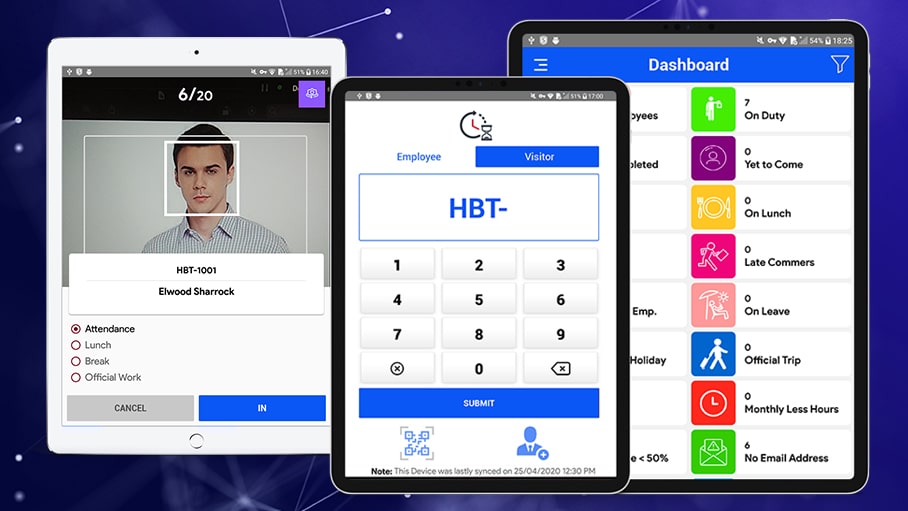 16:40
6/20
HBT-1001
Elwood Sharrock
Attendance
Lunch
Break
Official Work
CANCEL
IN
51% 17:00
Employee
Visitor
HBT-
1
2
3
4
5
6
7
8
9
0
SUBMIT
Note: This Device was lastly synced on 25/04/2020 12:30 PM
54% 18:25
Dashboard
oyees
7
On Duty
pleted
0
Yet to Come
0
On Lunch
0
Late Commers
Emp.
0
On Leave
Holiday
0
Official Trip
0
Monthly Less Hours
e < 50%
6
No Email Address